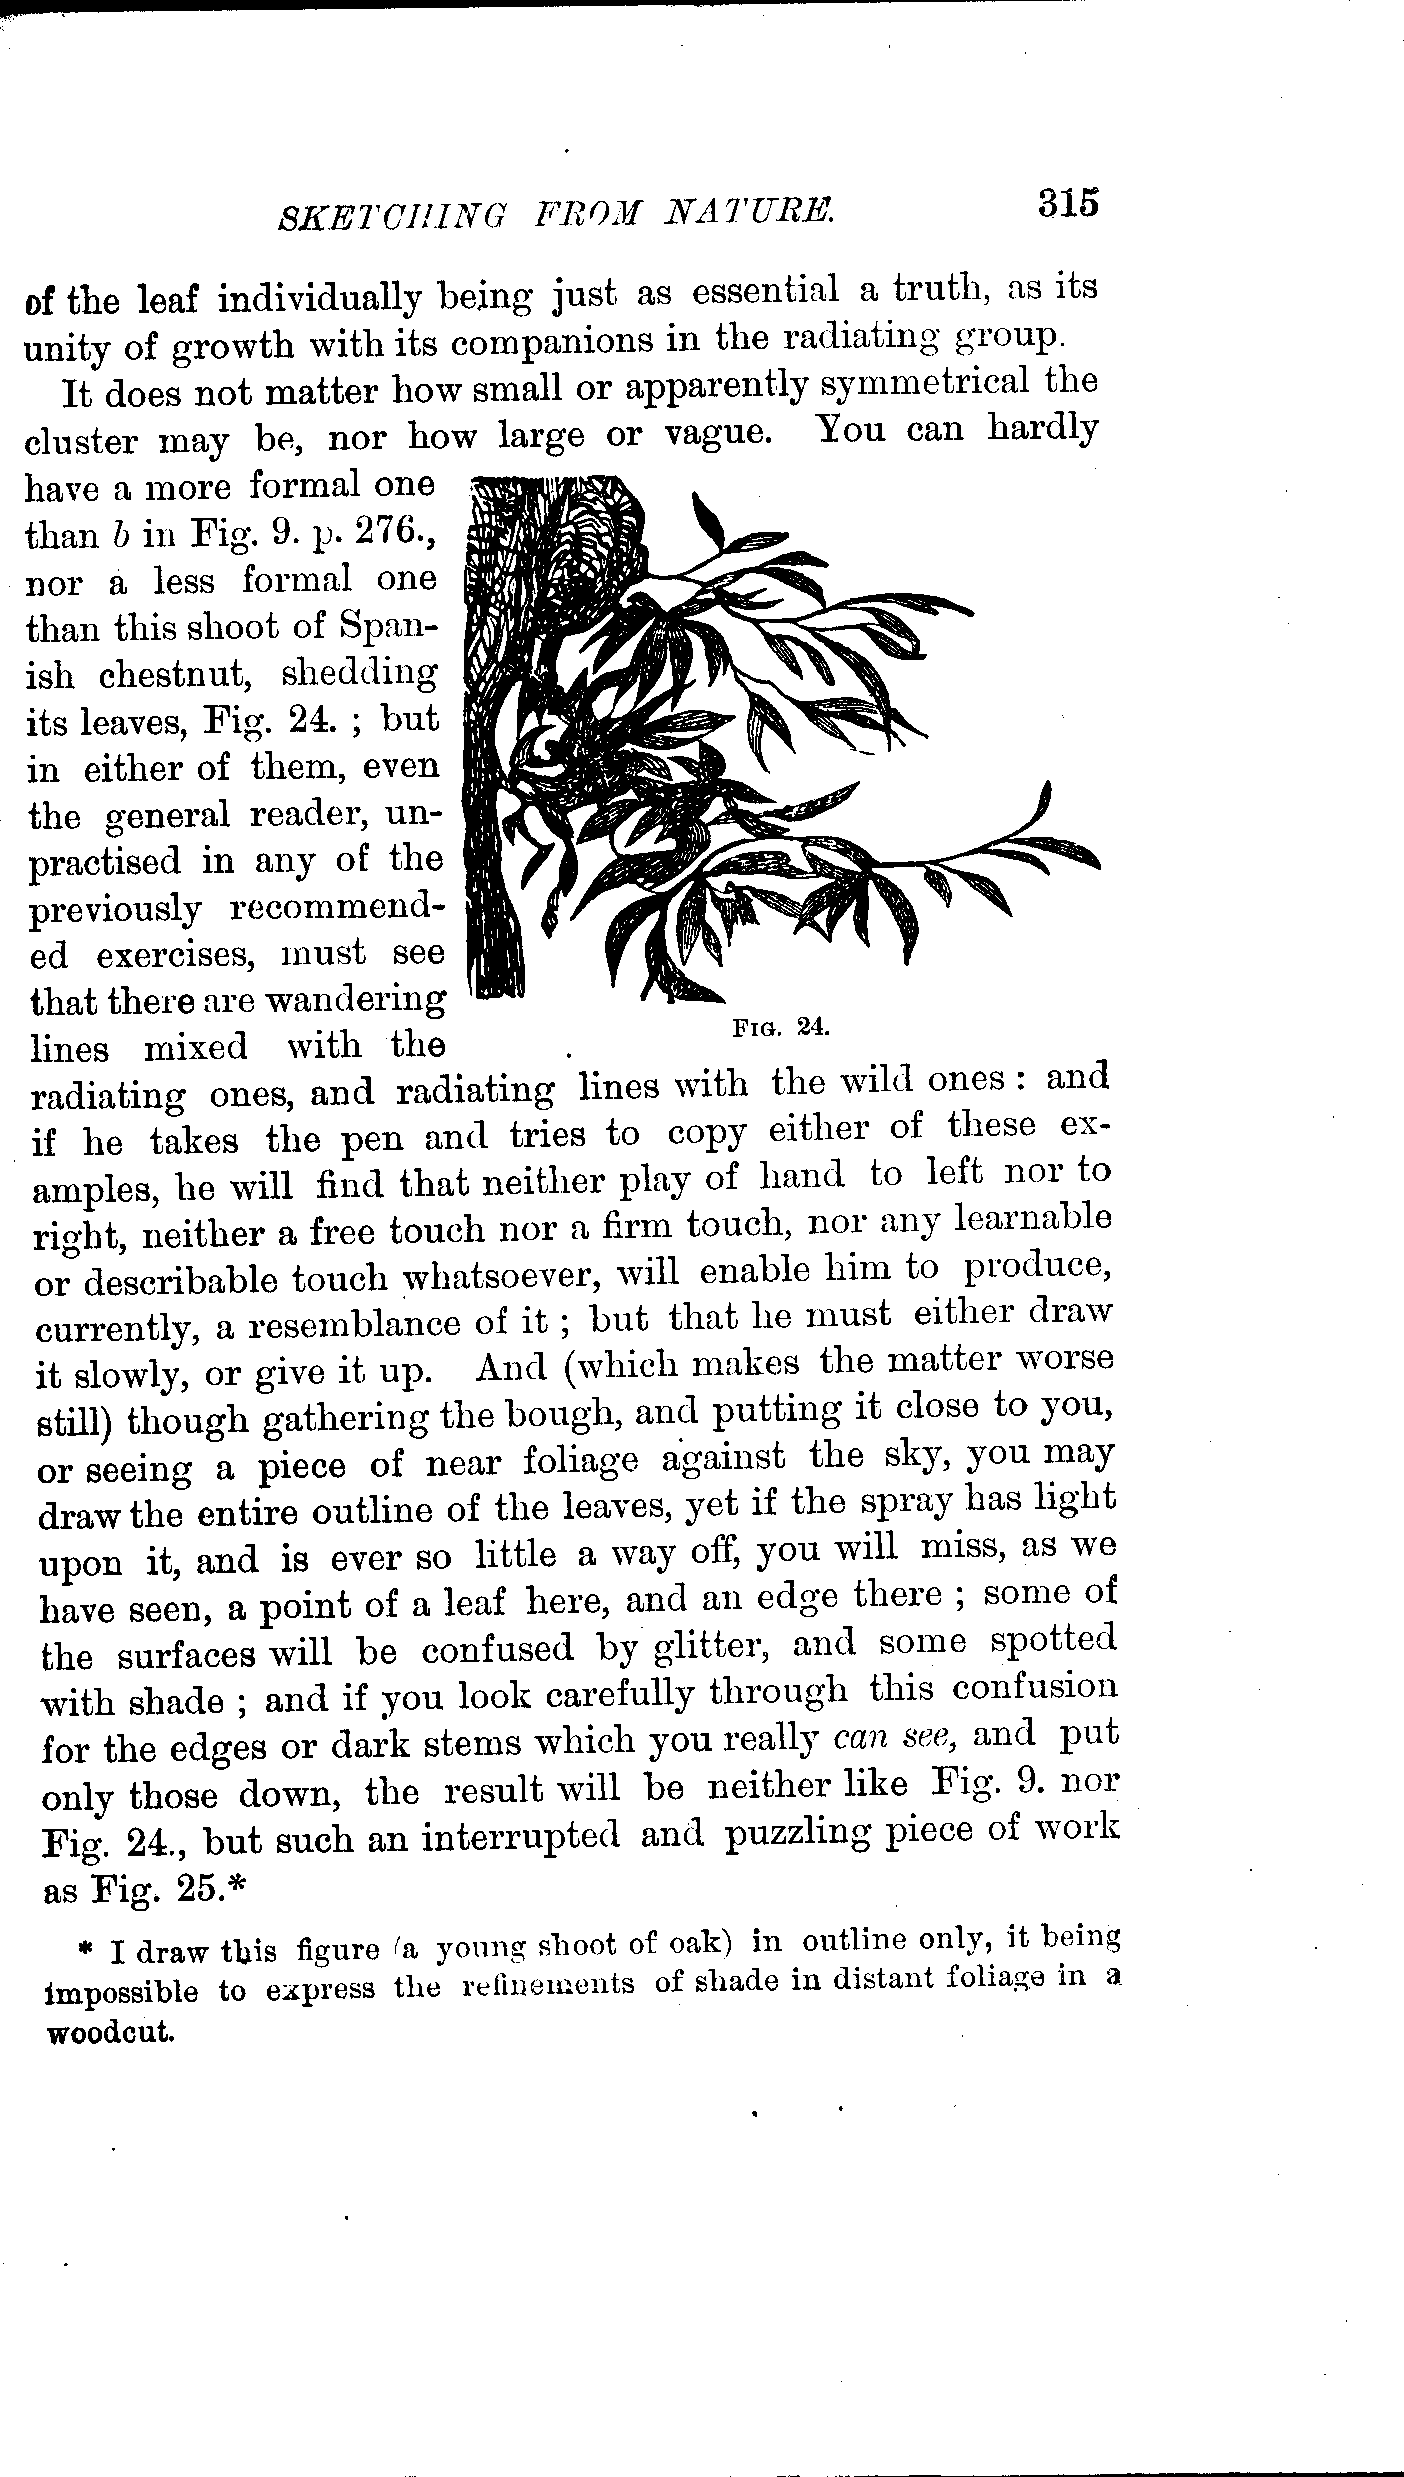 SKETCHING FROM NATURE. 315
of the leaf individually being just as essential a truth, as its
unity of growth with its companions in the radiating group.
It does not matter how small or apparently symmetrical the
cluster may be, nor how large or vague. You can hardly
have a more formal one
than b in Fig. 9. p. 276.,
nor a less formal one
than this shoot of Span-
ish chestnut, shedding
its leaves, Fig. 24. ; but
in either of them, even
the general reader, un-
practised in any of the
previously recommend-
ed exercises, must see
that there are wandering
lines mixed with the
FIG. 24.
radiating ones, and radiating lines with the wild ones : and
if he takes the pen and tries to copy either of these ex-
amples, he will find that neither play of hand to left nor to
right, neither a free touch nor a firm touch, nor any learnable
or describable touch whatsoever, will enable him to produce,
currently, a resemblance of it ; but that he must either draw
it slowly, or give it up. And (which makes the matter worse
still) though gathering the bough, and putting it close to you,
or seeing a piece of near foliage against the sky, you may
draw the entire outline of the leaves, yet if the spray has light
upon it, and is ever so little a way off, you will miss, as we
have seen, a point of a leaf here, and an edge there ; some of
the surfaces will be confused by glitter, and some spotted
with shade ; and if you look carefully through this confusion
for the edges or dark stems which you really can see, and put
only those down, the result will be neither like Fig. 9. nor
Fig. 24., but such an interrupted and puzzling piece of work
as Fig. 25.*
* I draw this figure (a young shoot of oak) in outline only, it being
impossible to express the refinements of shade in distant foliage in a
woodcut.